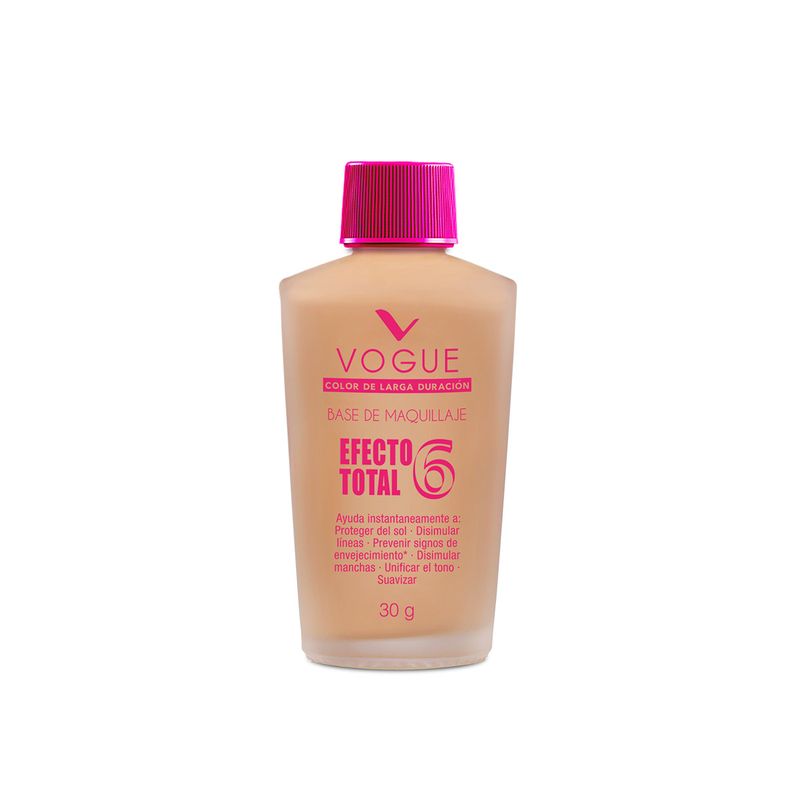 VOGUE
COLOR DE LARGA DURACIÓN
BASE DE MAQUILLAJE
EFECTO
TOTAL 6
Ayuda instantaneamente a:
Proteger del sol · Disimular
líneas · Prevenir signos de
envejecimiento* · Disimular
manchas · Unificar el tono ·
Suavizar
30 g